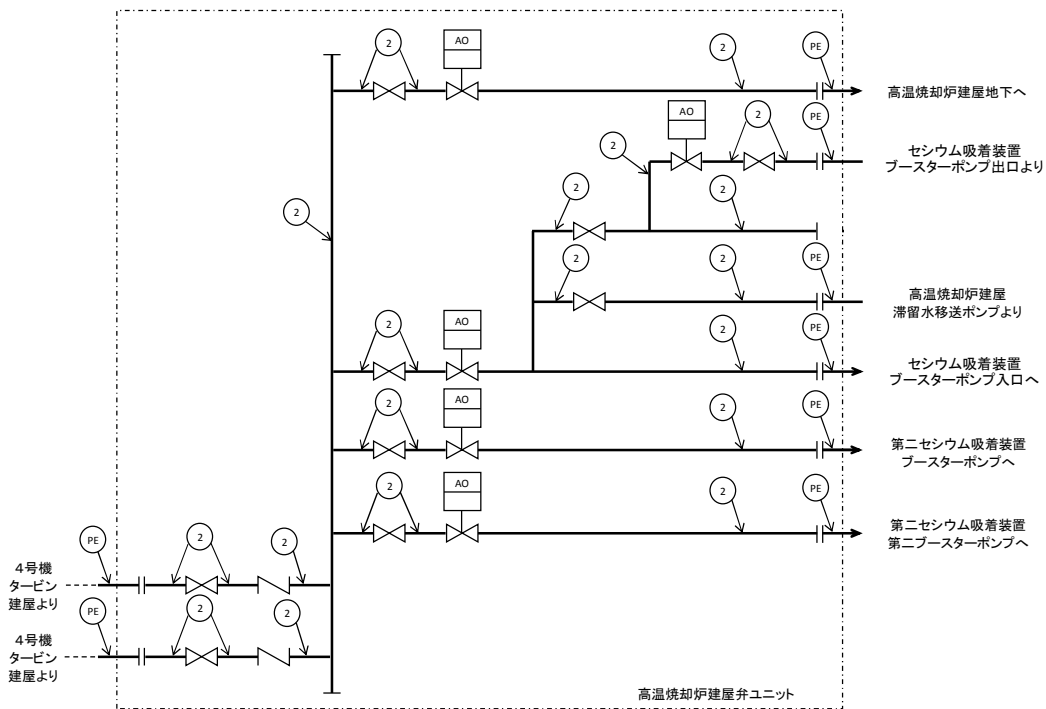 2
AO
2
PE
高温焼却炉建屋地下へ
AO
2
PE
2
セシウム吸着装置
ブースターポンプ出口より
2
2
2
2
2
PE
高温焼却炉建屋
滞留水移送ポンプより
2
AO
2
PE
セシウム吸着装置
ブースターポンプ入口へ
2
AO
2
PE
第二セシウム吸着装置
ブースターポンプへ
2
AO
2
PE
第二セシウム吸着装置
第二ブースターポンプへ
PE
2
2
4号機
タービン
建屋より
PE
2
2
4号機
タービン
建屋より
高温焼却炉建屋弁ユニット